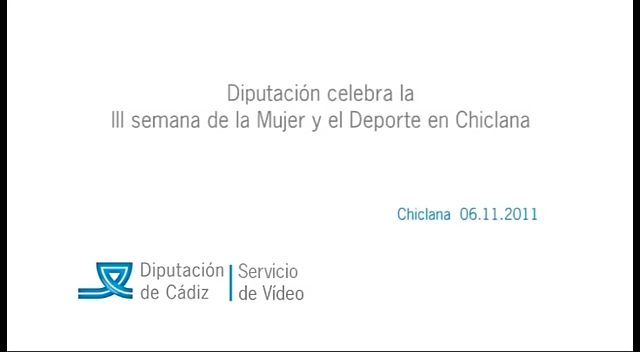 Diputación celebra la
III semana de la Mujer y el Deporte en Chiclana
Chiclana 06.11.2011
Diputación de Cádiz
Servicio de Vídeo